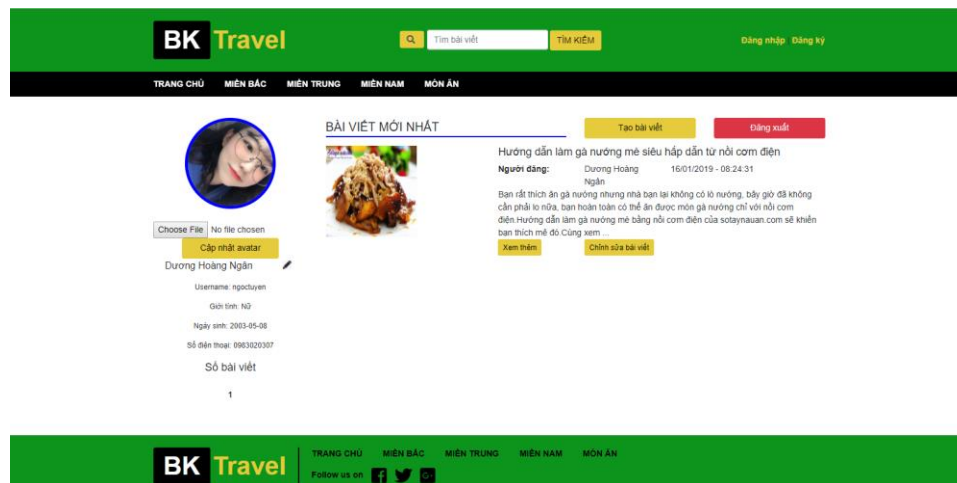 BK Travel
Tìm bài viết
TÌM KIẾM
Đăng nhập Đăng ký
TRANG CHỦ MIỀN BẮC MIỀN TRUNG MIỀN NAM MÓN ĂN
BÀI VIẾT MỚI NHẤT
Tạo bài viết
Đăng xuất
Choose File No file chosen
Cập nhật avatar
Dương Hoàng Ngân
Username: ngoctuyen
Giới tính: Nữ
Ngày sinh: 2003-05-08
Số điện thoại: 0983020307
Số bài viết
1
Hướng dẫn làm gà nướng mè siêu hấp dẫn từ nồi cơm điện
Người đăng: Dương Hoàng Ngân 16/01/2019 - 08:24:31
Bạn rất thích ăn gà nướng nhưng nhà bạn lại không có lò nướng, bây giờ đã không
cần phải lo nữa, bạn hoàn toàn có thể ăn được món gà nướng chỉ với nồi cơm
điện.Hướng dẫn làm gà nướng mè bằng nồi cơm điện của sotaynauan.com sẽ khiến
bạn thích mê đó.Cùng xem ...
Xem thêm
Chỉnh sửa bài viết
BK Travel
TRANG CHỦ MIỀN BẮC MIỀN TRUNG MIỀN NAM MÓN ĂN
Follow us on